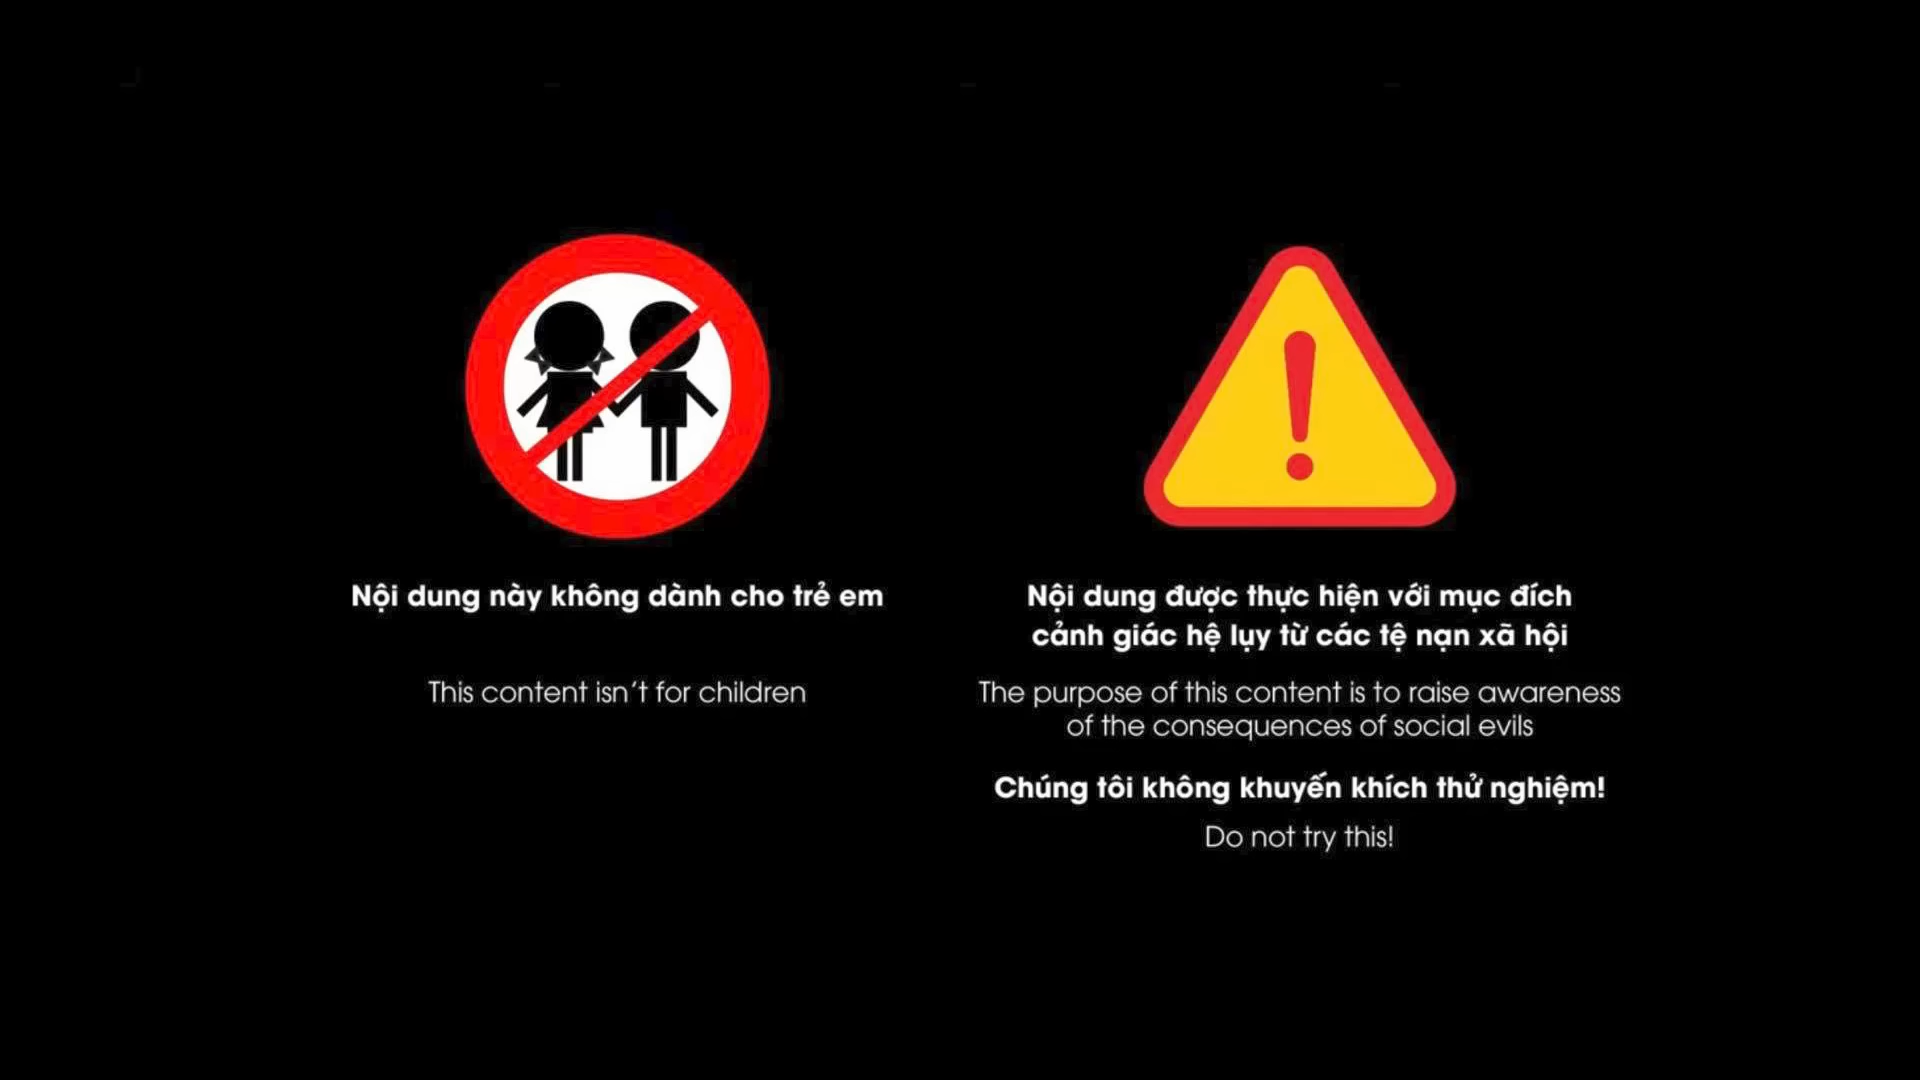 Nội dung này không dành cho trẻ em
This content isn't for children
Nội dung được thực hiện với mục đích
cảnh giác hệ lụy từ các tệ nạn xã hội
The purpose of this content is to raise awareness
of the consequences of social evils
Chúng tôi không khuyến khích thử nghiệm!
Do not try this!